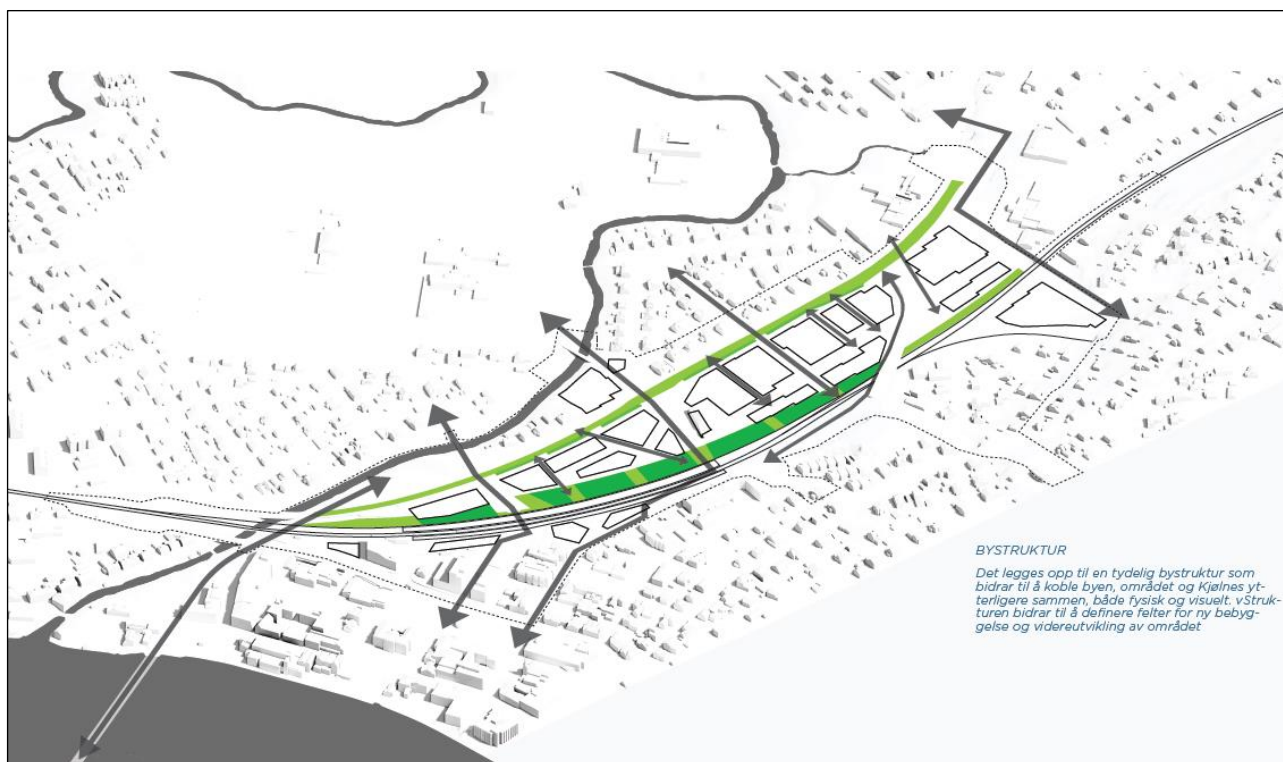 BYSTRUKTUR
Det legges opp til en tydelig bystruktur som
bidrar til å koble byen, området og Kjølnes yt-
terligere sammen, både fysisk og visuelt. vStruk-
turen bidrar til å definere felter for ny bebyg-
gelse og videreutvikling av området